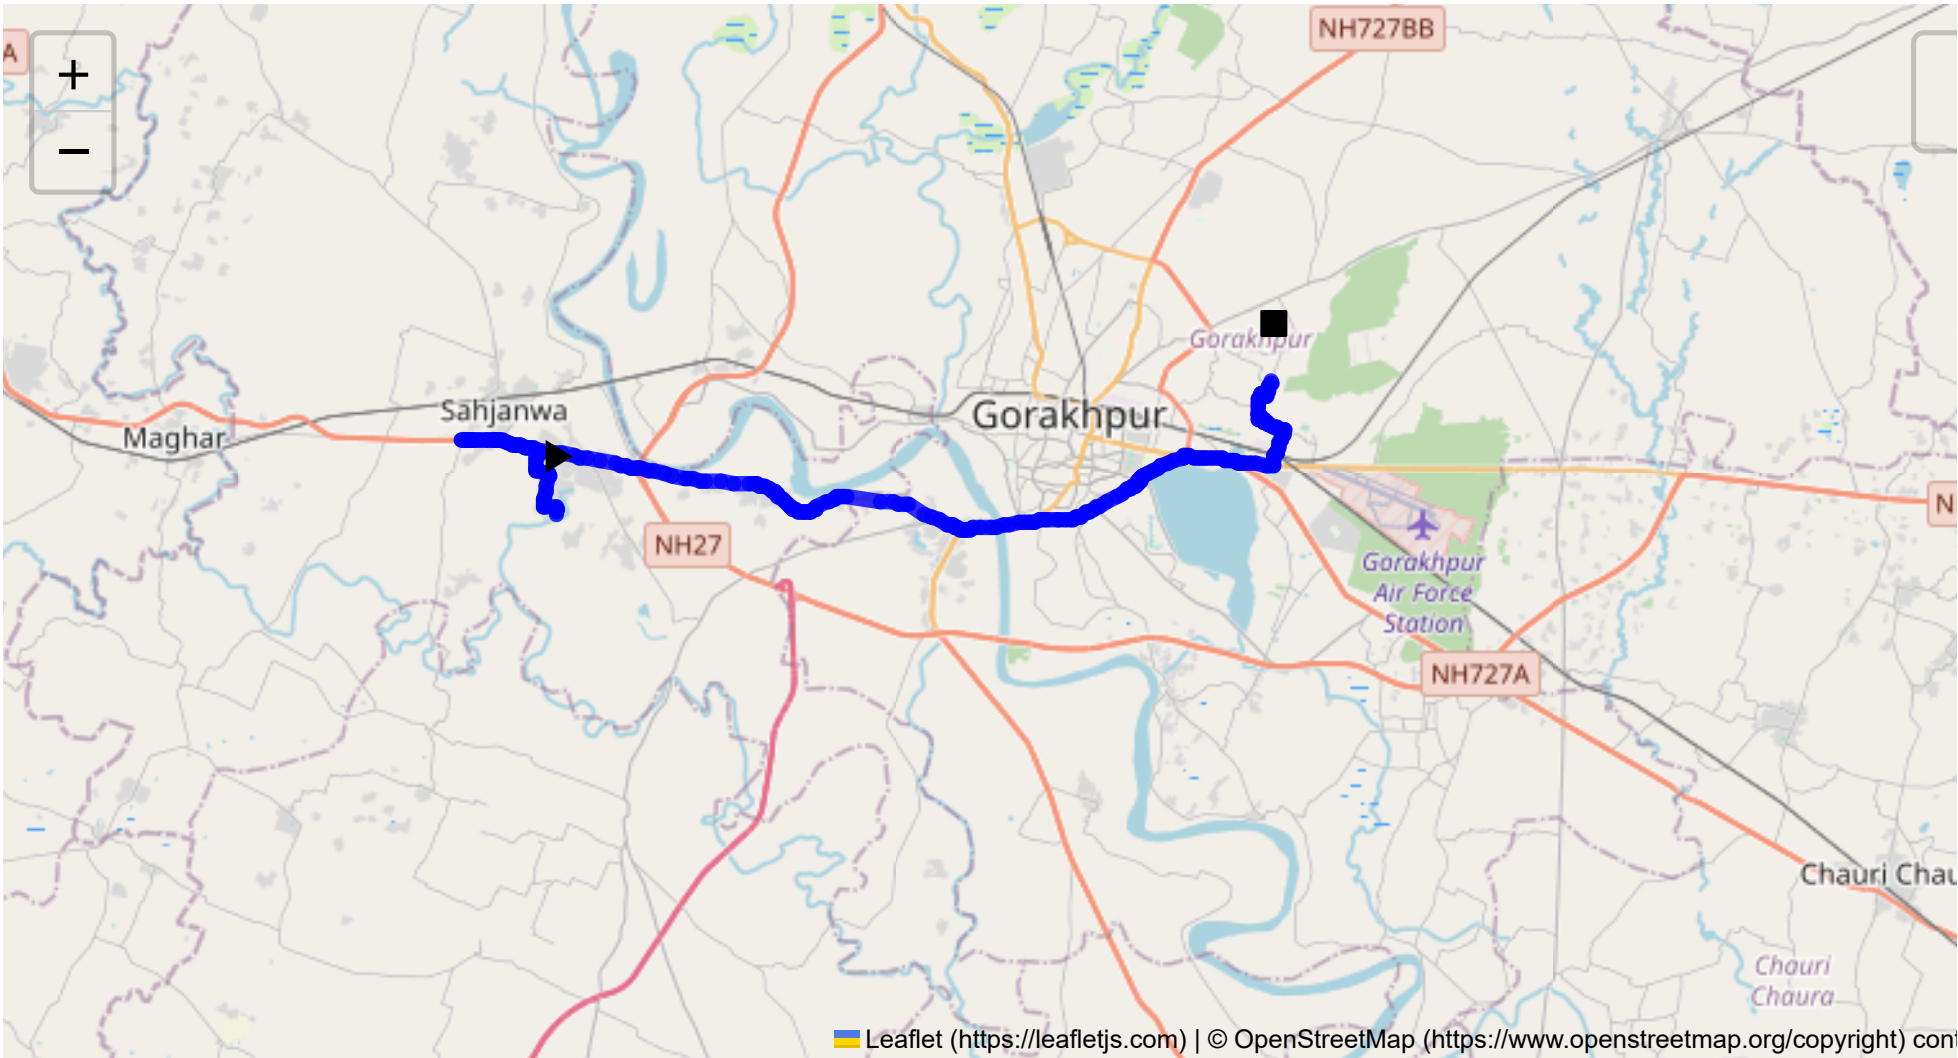 NH727BB
A
+
−
Gorakhpur
Sahjanwa
Gorakhpur
Maghar
N
NH27
Gorakhpur
Air Force
Station
NH727A
Chauri Chau
Chauri
Chaura
Leaflet (https://leafletjs.com) | © OpenStreetMap (https://www.openstreetmap.org/copyright) con